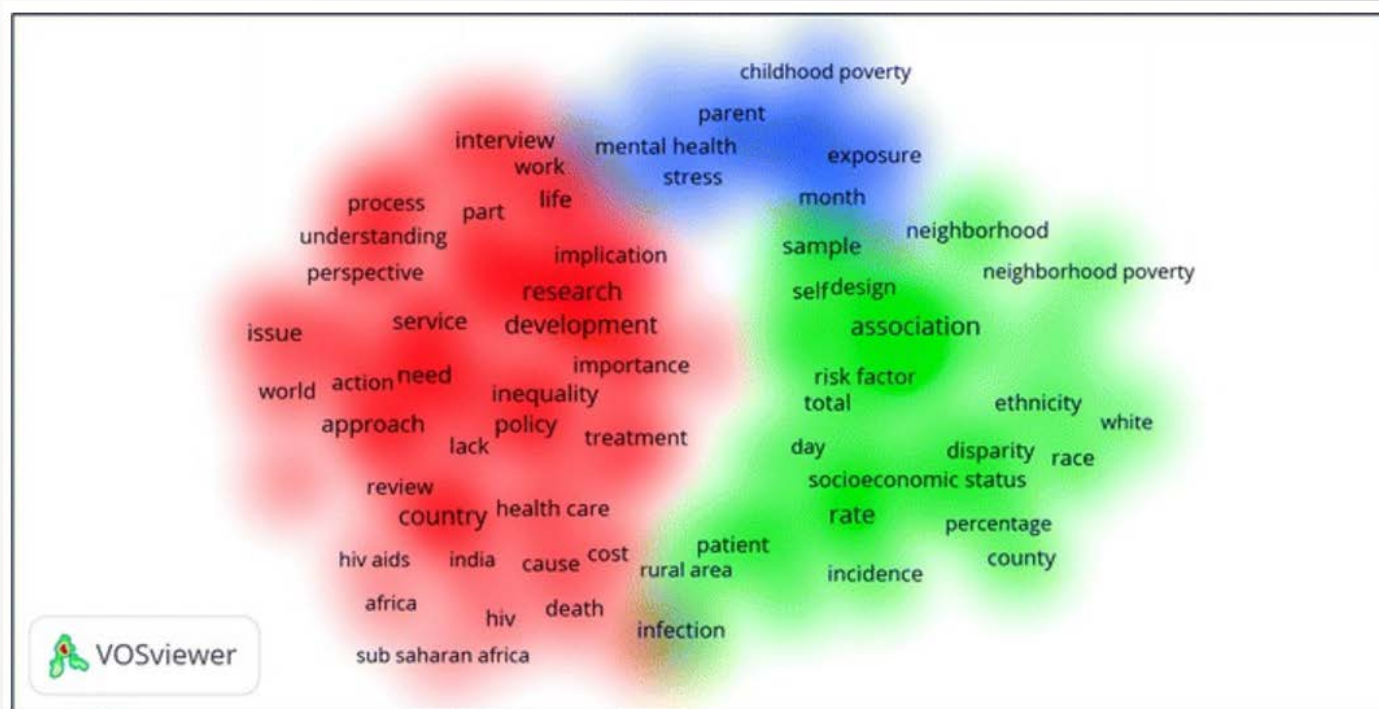 childhood poverty
parent
interview
mental health
exposure
work
stress
process
part
life
month
understanding
neighborhood
implication
sample
perspective
neighborhood poverty
research
self design
issue
service
development
association
importance
world
action need
risk factor
inequality
total
ethnicity
approach
policy
white
lack
treatment
day
disparity
race
review
socioeconomic status
country
health care
rate
percentage
patient
hiv aids
india
cause
cost
rural area
incidence
county
africa
hiv
death
infection
VOSviewer
sub saharan africa